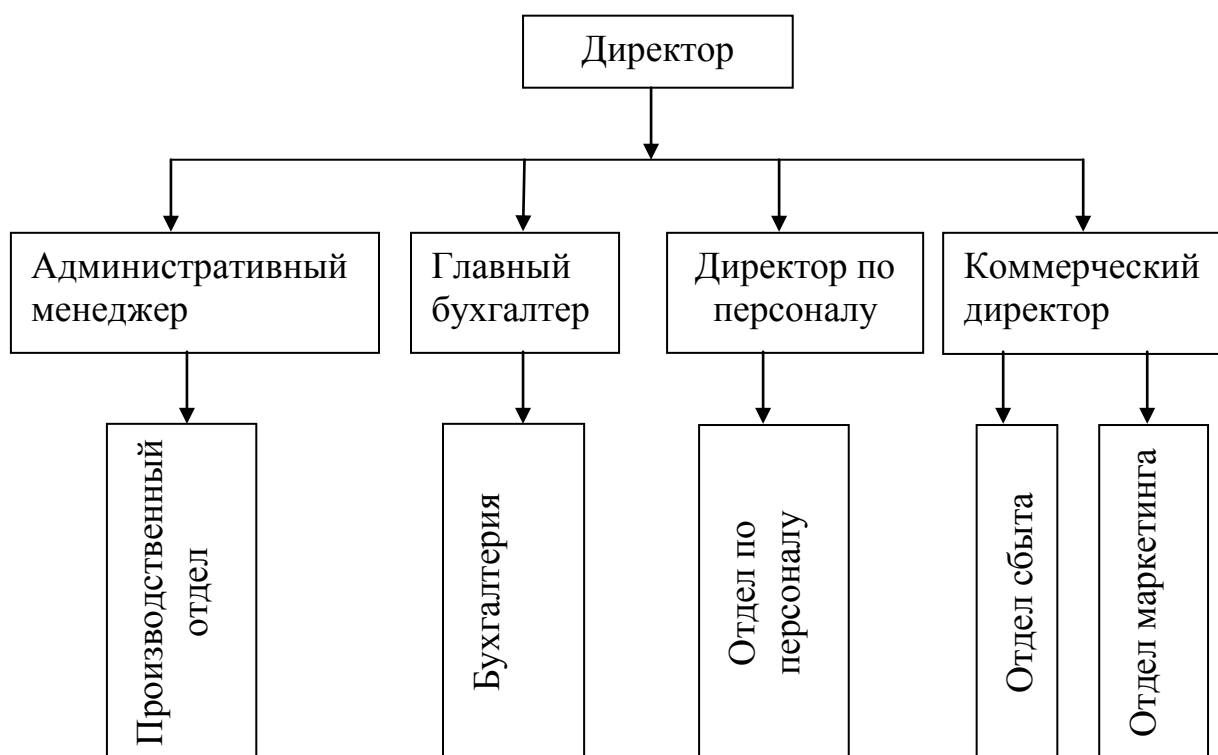 Директор
Административный
менеджер
Главный
бухгалтер
Директор по
персоналу
Коммерческий
директор
Производственный
отдел
Бухгалтерия
Отдел по
персоналу
Отдел сбыта
Отдел маркетинга